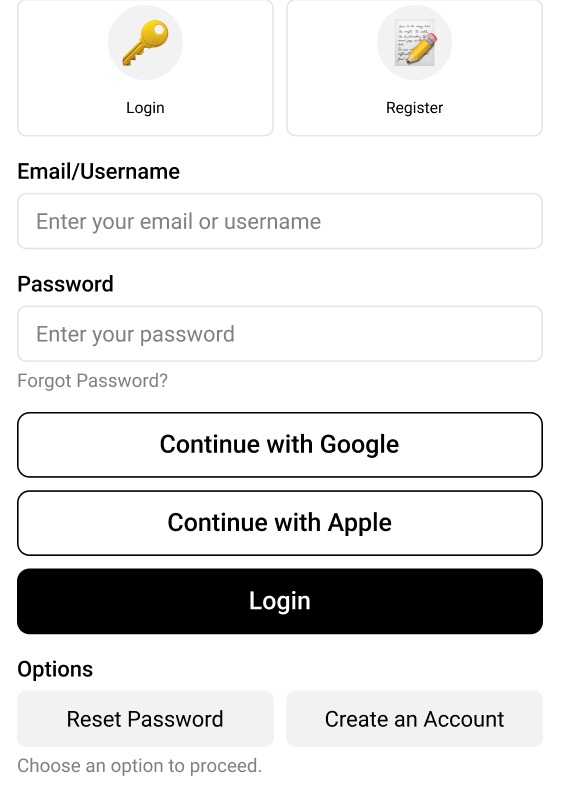 Login
Register
Email/Username
Enter your email or username
Password
Enter your password
Forgot Password?
Continue with Google
Continue with Apple
Login
Options
Reset Password
Create an Account
Choose an option to proceed.